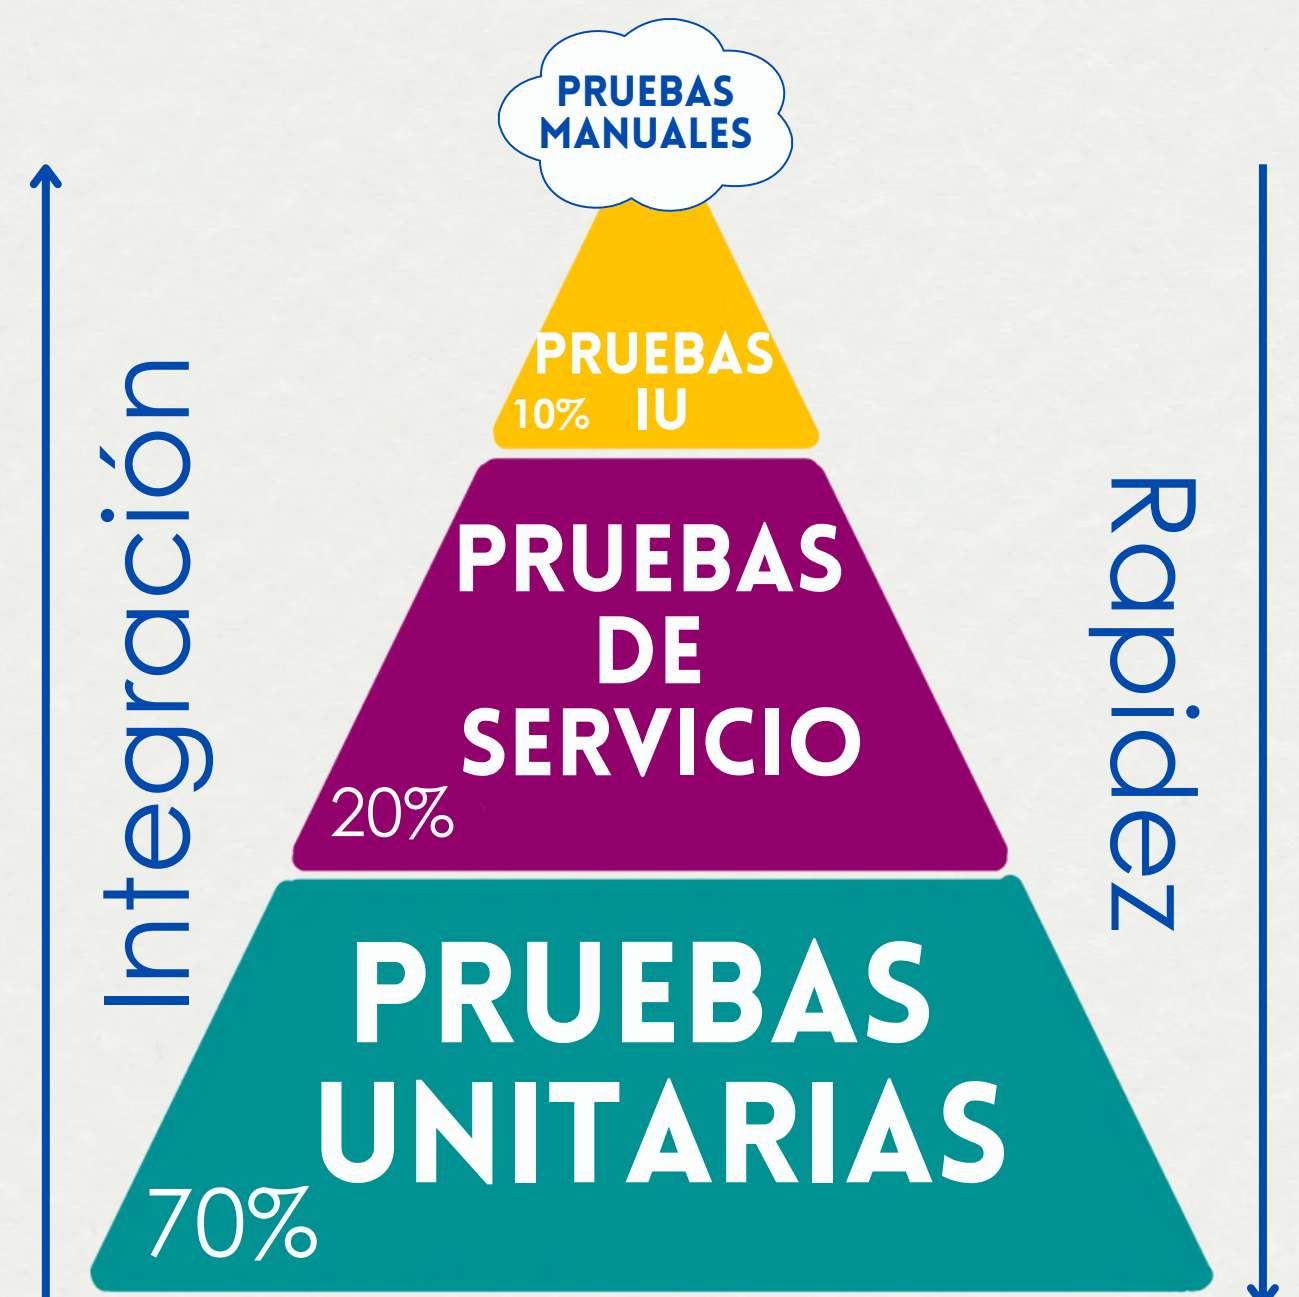 PRUEBAS
MANUALES
PRUEBAS
IU
10%
PRUEBAS
DE
SERVICIO
20%
PRUEBAS
UNITARIAS
70%
Integración
Rapidez